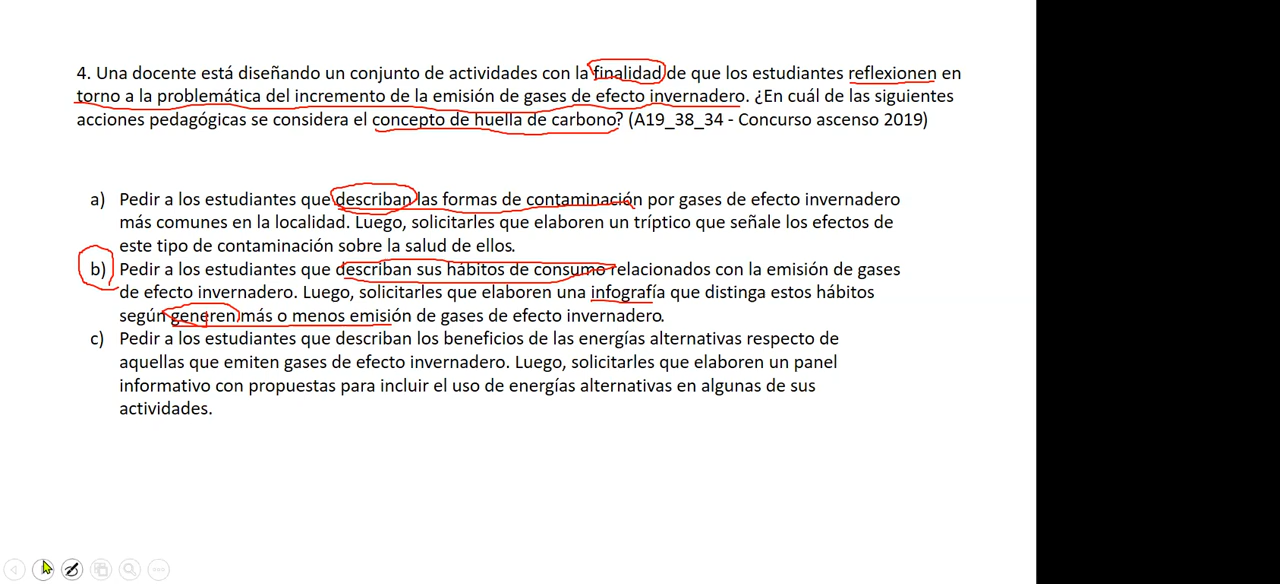 4. Una docente está diseñando un conjunto de actividades con la finalidad de que los estudiantes reflexionen en
torno a la problemática del incremento de la emisión de gases de efecto invernadero. ¿En cuál de las siguientes
acciones pedagógicas se considera el concepto de huella de carbono? (A19_38_34 - Concurso ascenso 2019)
a) Pedir a los estudiantes que describan las formas de contaminación por gases de efecto invernadero
más comunes en la localidad. Luego, solicitarles que elaboren un tríptico que señale los efectos de
este tipo de contaminación sobre la salud de ellos.
b) Pedir a los estudiantes que describan sus hábitos de consumo relacionados con la emisión de gases
de efecto invernadero. Luego, solicitarles que elaboren una infografía que distinga estos hábitos
según generen más o menos emisión de gases de efecto invernadero.
c) Pedir a los estudiantes que describan los beneficios de las energías alternativas respecto de
aquellas que emiten gases de efecto invernadero. Luego, solicitarles que elaboren un panel
informativo con propuestas para incluir el uso de energías alternativas en algunas de sus
actividades.